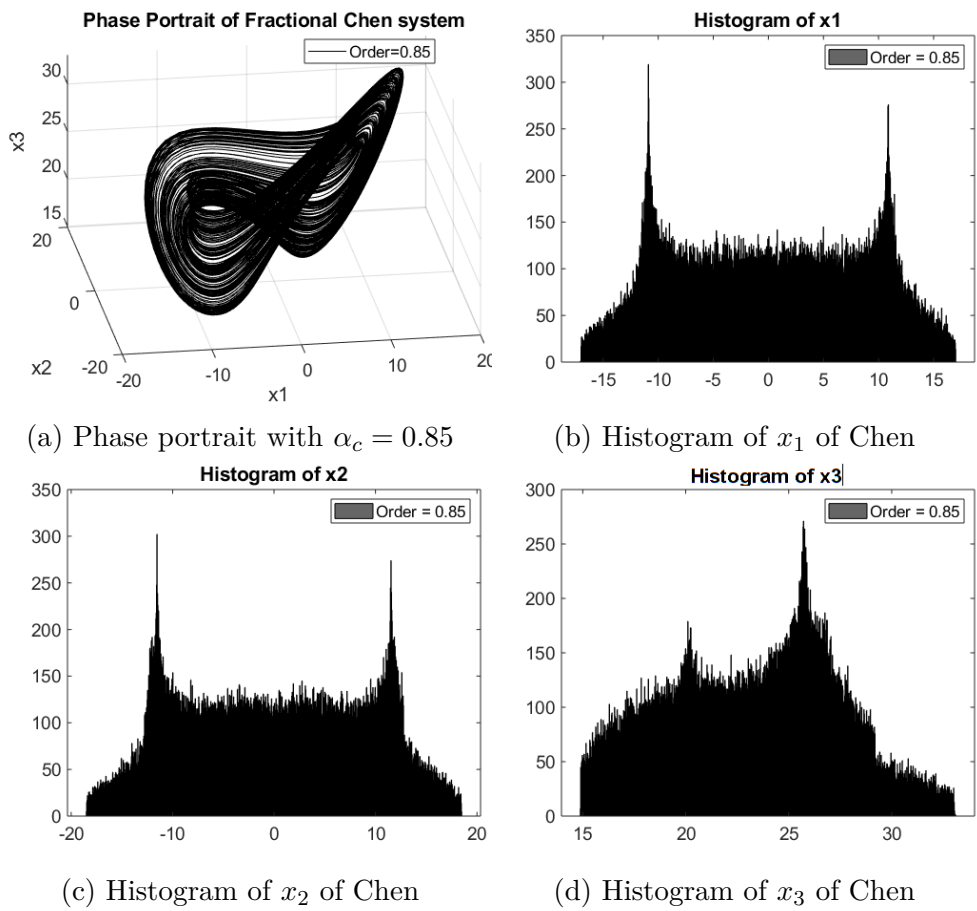 Phase Portrait of Fractional Chen system
Order=0.85
30
25
20
15
x3
20
0
-20
x2
-20
-10
0
10
20
x1
(a) Phase portrait with α_c = 0.85
Histogram of x1
Order = 0.85
350
300
250
200
150
100
50
0
-15 -10 -5 0 5 10 15
(b) Histogram of x_1 of Chen
Histogram of x2
Order = 0.85
350
300
250
200
150
100
50
0
-20 -10 0 10 20
(c) Histogram of x_2 of Chen
Histogram of x3
Order = 0.85
300
250
200
150
100
50
0
15 20 25 30
(d) Histogram of x_3 of Chen